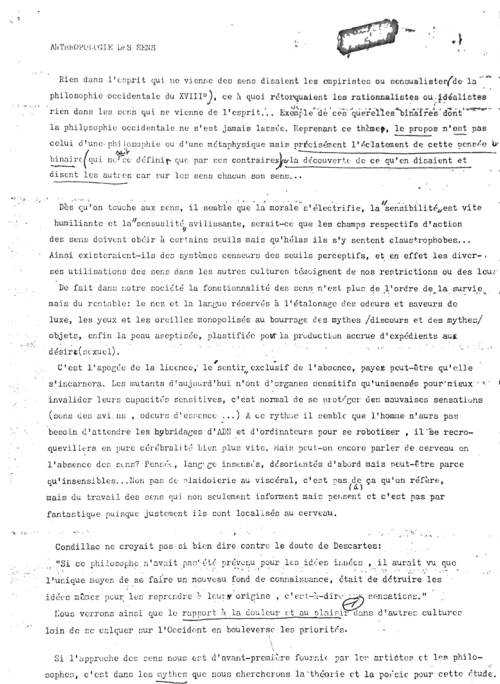 ANTHROPOLOGIE DES SENS
Rien dans l'esprit qui ne vienne des sens disaient les empiristes ou sensualistes(de la
philosophie occidentale du XVIII°), ce à quoi rétorquaient les rationnalistes ou idéalistes
rien dans les sens qui ne vienne de l'esprit... Exemple de ces querelles binaires dont
la philosophie occidentale ne s'est jamais lassée. Reprenant ce thème, le propos n'est pas
celui d'une philosophie ou d'une métaphysique mais précisément l'éclatement de cette pensée
binaire(qui ne se définit que par ses contraires) la découverte de ce qu'en disaient et
disent les autres car sur les sens chacun son sens...
Dès qu'on touche aux sens, il semble que la morale s'électrifie, la "sensibilité" est vite
humiliante et la "sensualité" avilissante, serait-ce que les champs respectifs d'action
des sens doivent obéir à certains seuils mais qu'hélas ils s'y sentent claustrophobes...
Ainsi existeraient-ils des systèmes censeurs des seuils perceptifs, et en effet les diver-
ses utilisations des sens dans les autres cultures témoignent de nos restrictions ou des leur
De fait dans notre société la fonctionnalité des sens n'est plus de l'ordre de la survie
mais du rentable: le nez et la langue réservés à l'étalonage des odeurs et saveurs de
luxe, les yeux et les oreilles monopolisés au bourrage des mythes /discours et des mythes/
objets, enfin la peau aseptisée, plastifiée pour la production accrue d'expédients aux
désirs(sexuel).
C'est l'apogée de la licence, le "sentir" exclusif de l'absence, payez peut-être qu'elle
s'incarnera. Les mutants d'aujourd'hui n'ont d'organes sensitifs qu'unisensés pour mieux
invalider leurs capacités sensitives, c'est normal de se protéger des mauvaises sensations
(sons des avions , odeurs d'essence ...) A ce rythme il semble que l'homme n'aura pas
besoin d'attendre les hybridages d'ADN et d'ordinateurs pour se robotiser , il se recro-
quevillera en pure cérébralité bien plus vite. Mais peut-on encore parler de cerveau en
l'absence des sens? Pensée, langage insensés, désorientés d'abord mais peut-être parce
qu'insensibles...Non pas de plaidoierie au viscéral, c'est pas de (à) ça qu'on réfère,
mais du travail des sens qui non seulement informent mais pensent et c'est pas par
fantastique puisque justement ils sont localisés au cerveau.
Condillac ne croyait pas si bien dire contre le doute de Descartes:
"Si ce philosophe n'avait pas été prévenu pour les idées innées , il aurait vu que
l'unique moyen de se faire un nouveau fond de connaissance, était de détruire les
idées mêmes pour les reprendre à leur origine , c'est-à-dire aux sensations."
Nous verrons ainsi que le rapport à la douleur et au plaisir dans d'autres cultures
loin de se calquer sur l'Occident en bouleverse les priorités.
Si l'approche des sens nous est d'avant-première fournie par les artistes et les philo-
sophes, c'est dans les mythes que nous chercherons la théorie et la poésie pour cette étude.